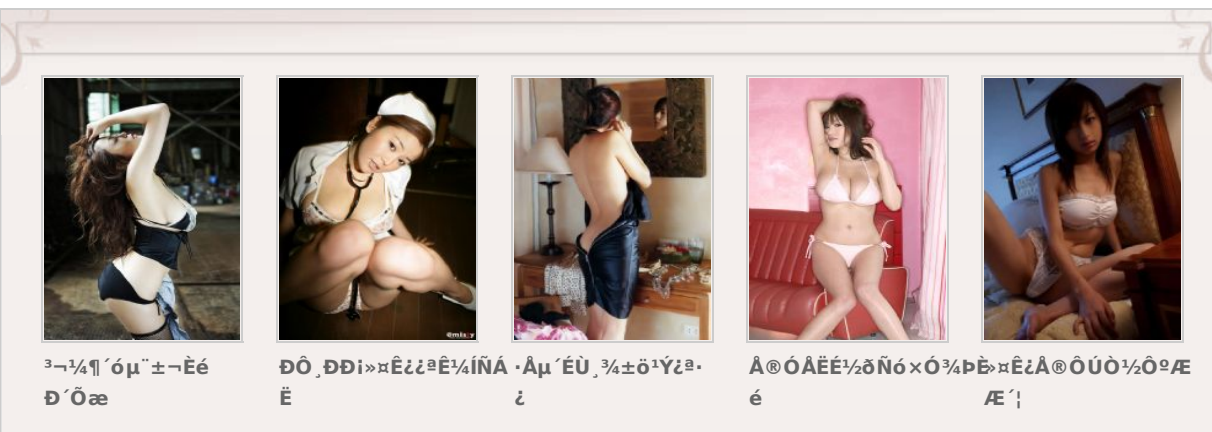 ³¬¼¶´óµ¨±¬Èé
Ð´Õæ
ÐÔ¸ÐÐ¡»¤Ê¿¿ªÊ¼ÍÑÁ
Ë
·Åµ´ÉÙ¸¾±ö¹Ý¿ª·
¿
Å®ÓÅËÉ½ðÑó×Ó¾ÞÈ
é
»¤Ê¿Å®ÔÚÒ½ÔºÆ
Æ´¦